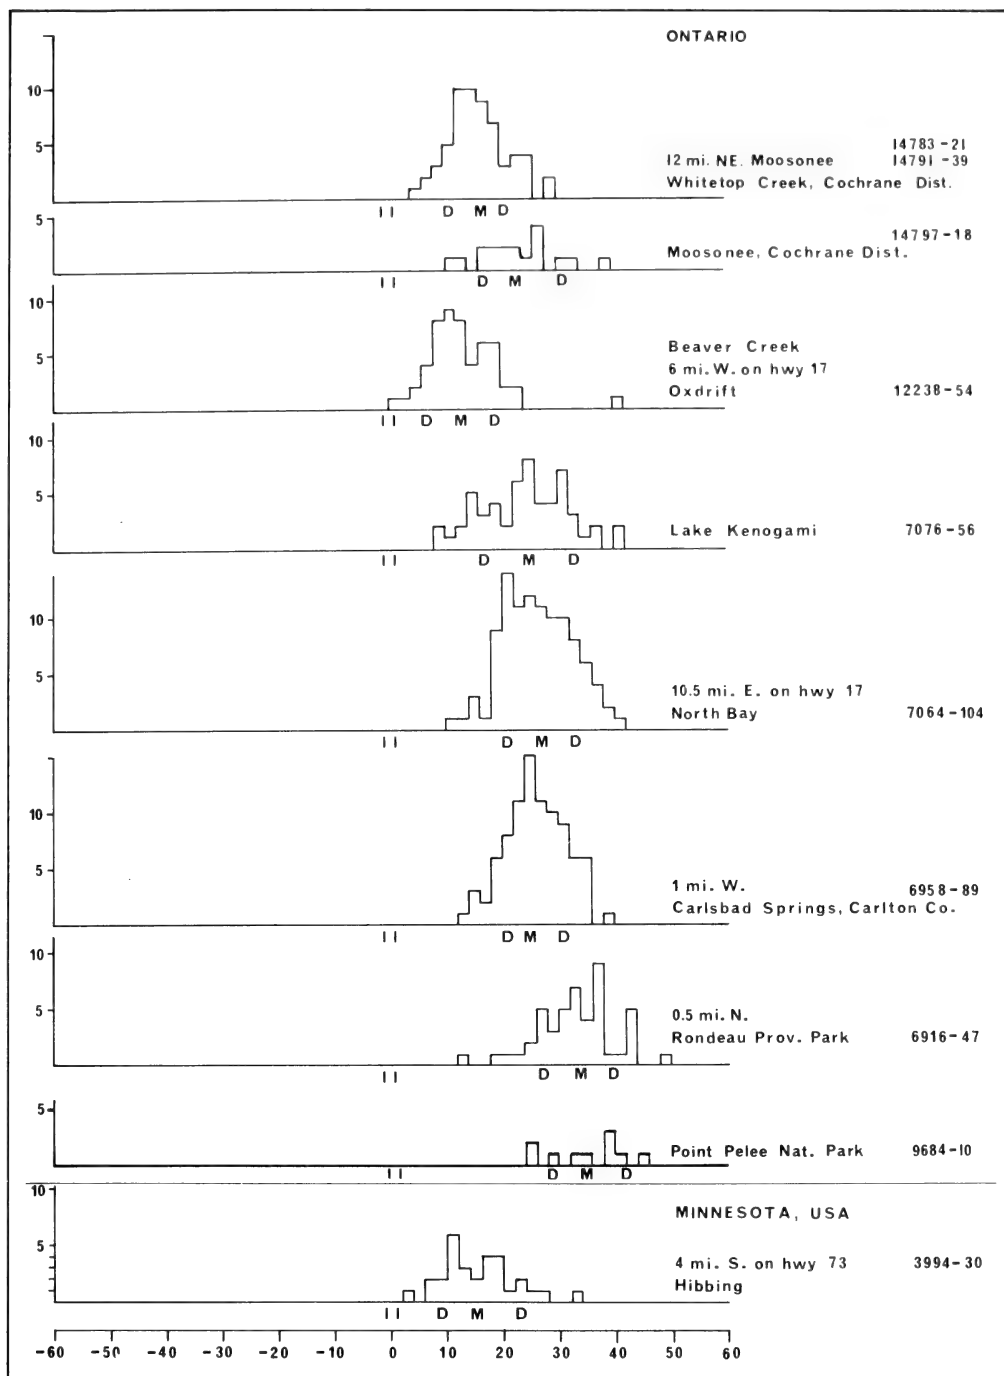 ONTARIO
10
5
14783-21
12 mi. NE. Moosonee 14791-39
Whitetop Creek, Cochrane Dist.
I I D M D
5
14797-18
Moosonee, Cochrane Dist.
I I D M D
10
5
Beaver Creek
6 mi. W. on hwy 17
Oxdrift 12238-54
I I D M D
10
5
Lake Kenogami 7076-56
I I D M D
10
5
10.5 mi. E. on hwy 17
North Bay 7064-104
I I D M D
10
5
1 mi. W. 6958-89
Carlsbad Springs, Carlton Co.
I I D M D
10
5
0.5 mi. N.
Rondeau Prov. Park 6916-47
I I D M D
5
Point Pelee Nat. Park 9684-10
I I D M D
10
MINNESOTA, USA
5
4 mi. S. on hwy 73 3994-30
Hibbing
I I D M D
-60 -50 -40 -30 -20 -10 0 10 20 30 40 50 60